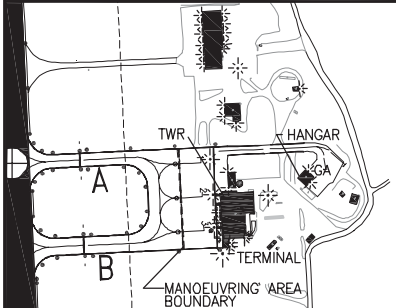 TWR
HANGAR
GA
A
TERMINAL
B
MANOEUVRING AREA
BOUNDARY